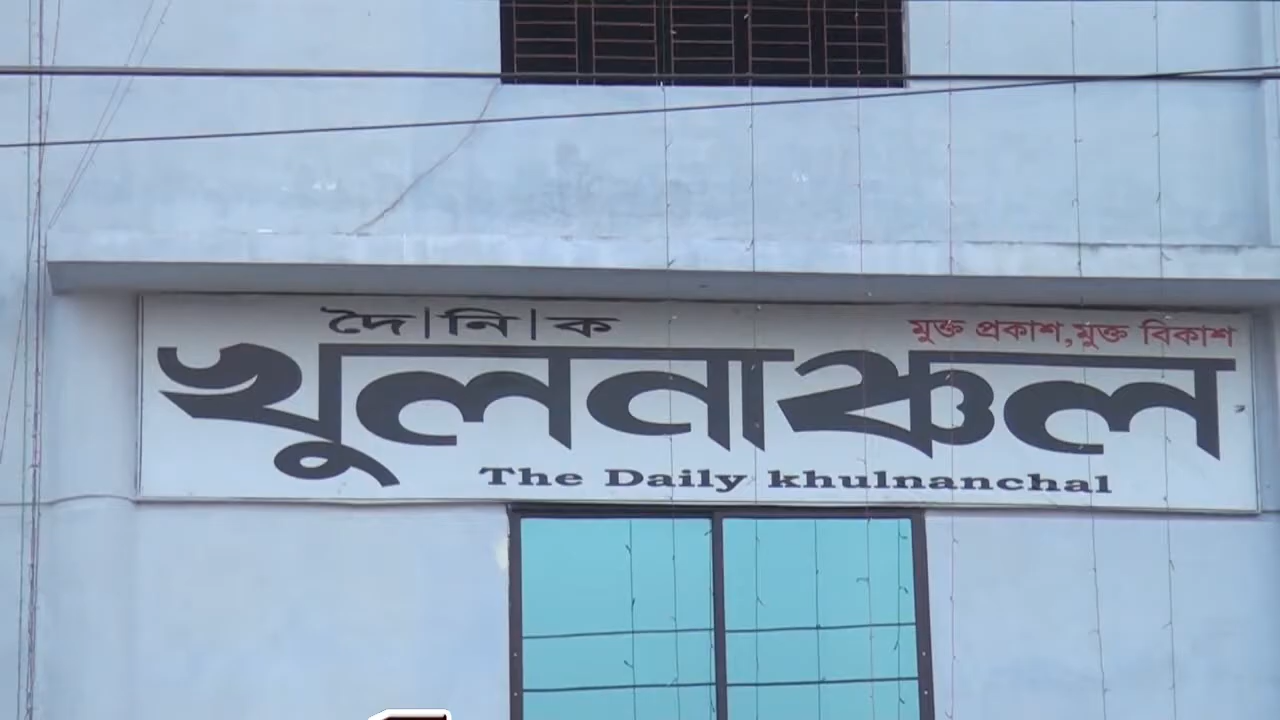 দৈ|নি|ক
মুক্ত প্রকাশ, মুক্ত বিকাশ
খুলনাঞ্চল
The Daily khulnanchal